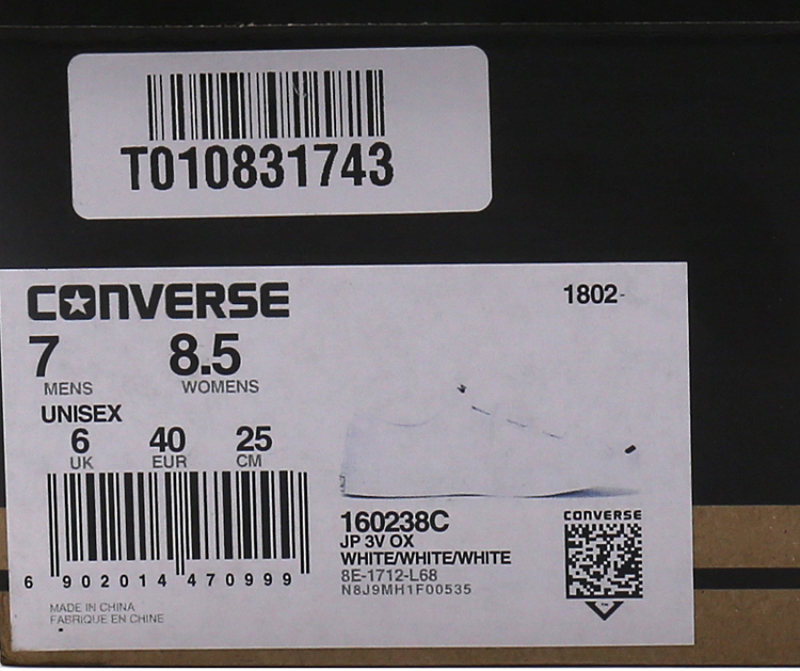 T010831743
CONVERSE
1802-
7 8.5
MENS WOMENS
UNISEX
6 40 25
UK EUR CM
6 902014 470999
MADE IN CHINA
FABRIQUE EN CHINE
160238C
JP 3V OX
WHITE/WHITE/WHITE
8E-1712-L68
N8J9MH1F00535
CONVERSE